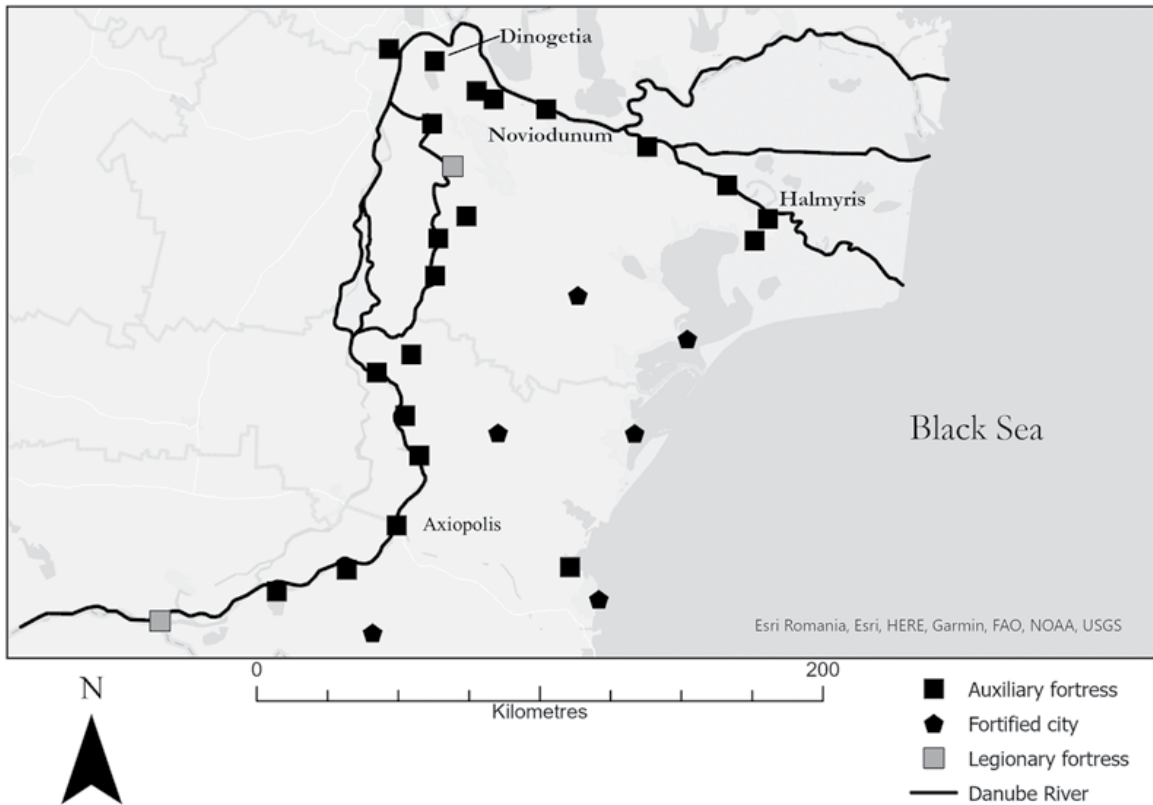 Dinogetia
Noviodunum
Halmyris
Black Sea
Axiopolis
Esri Romania, Esri, HERE, Garmin, FAO, NOAA, USGS
0
200
Kilometres
N
Auxiliary fortress
Fortified city
Legionary fortress
Danube River